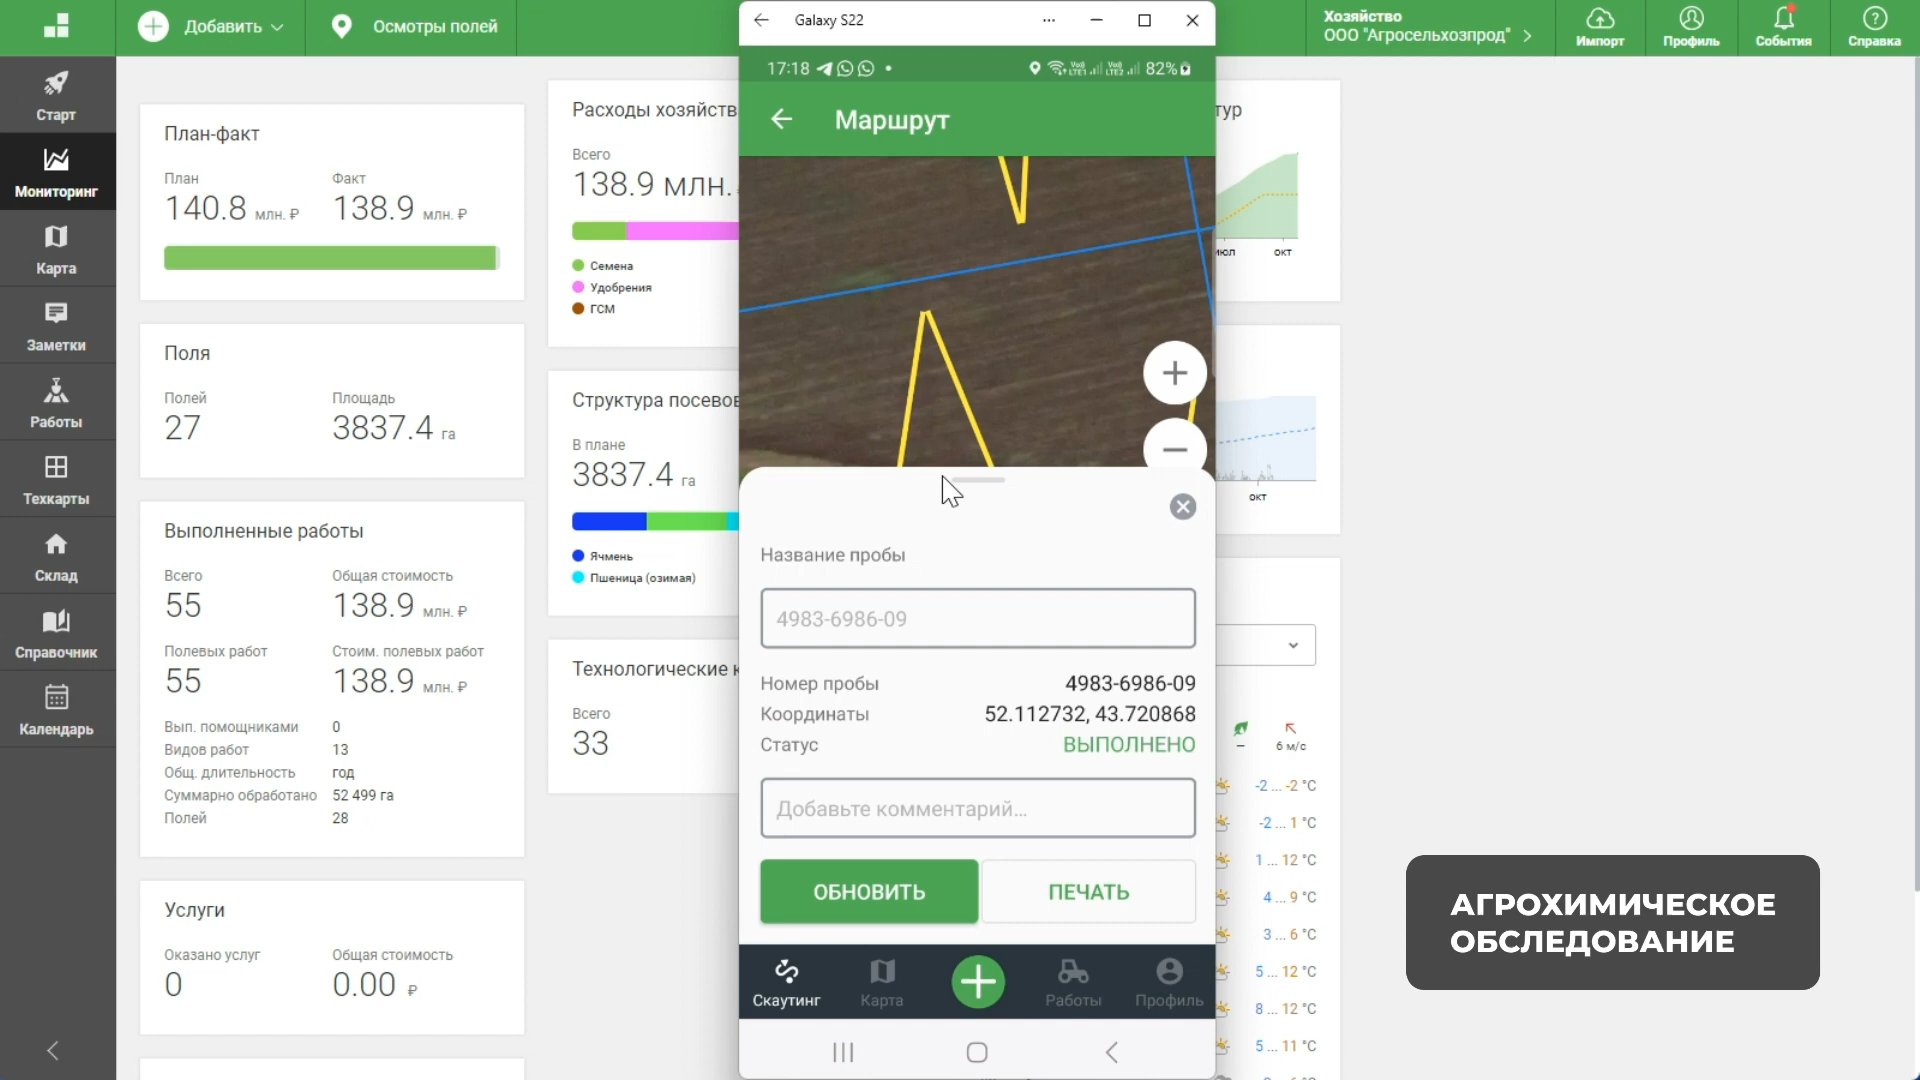 Добавить
Осмотры полей
Хозяйство
ООО "Агросельхозпрод"
Импорт
Профиль
События
Справка
Старт
Мониторинг
Карта
Заметки
Работы
Техкарты
Склад
Справочник
Календарь
План-факт
План
Факт
140.8 млн. ₽
138.9 млн. ₽
Поля
Полей
Площадь
27
3837.4 га
Выполненные работы
Всего
Общая стоимость
55
138.9 млн. ₽
Полевых работ
Стоим. полевых работ
55
138.9 млн. ₽
Вып. помощниками 0
Видов работ 13
Общ. длительность год
Суммарно обработано 52 499 га
Полей 28
Услуги
Оказано услуг
Общая стоимость
0
0.00 ₽
Расходы хозяйств
Всего
138.9 млн.
Семена
Удобрения
ГСМ
Структура посевов
В плане
3837.4 га
Ячмень
Пшеница (озимая)
Технологические к
Всего
33
Galaxy S22
17:18
82%
Маршрут
Название пробы
4983-6986-09
Номер пробы 4983-6986-09
Координаты 52.112732, 43.720868
Статус ВЫПОЛНЕНО
Добавьте комментарий...
ОБНОВИТЬ
ПЕЧАТЬ
Скаутинг
Карта
Работы
Профиль
тур
июл
окт
окт
–
6 м/с
-2 ... -2 °C
-2 ... 1 °C
1 ... 12 °C
4 ... 9 °C
3 ... 6 °C
5 ... 12 °C
8 ... 12 °C
5 ... 11 °C
АГРОХИМИЧЕСКОЕ
ОБСЛЕДОВАНИЕ